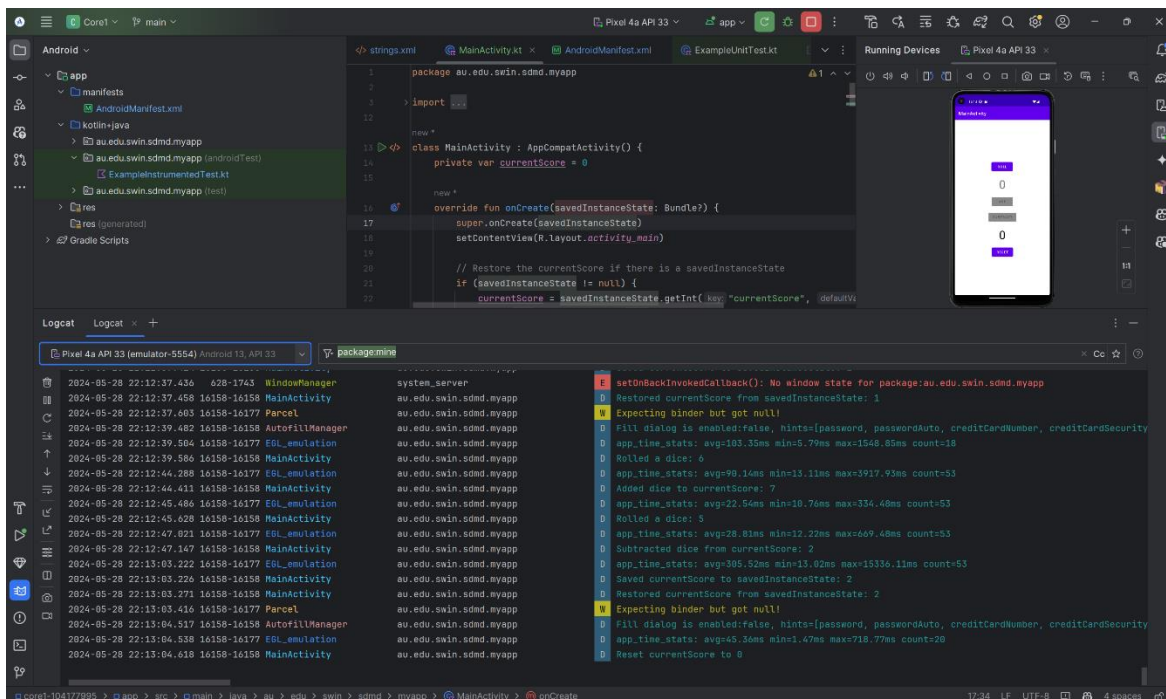 Core1
main
Pixel 4a API 33
app
Android
strings.xml
MainActivity.kt
AndroidManifest.xml
ExampleUnitTest.kt
Running Devices
Pixel 4a API 33
app
manifests
AndroidManifest.xml
kotlin+java
au.edu.swin.sdmd.myapp
au.edu.swin.sdmd.myapp (androidTest)
ExampleInstrumentedTest.kt
au.edu.swin.sdmd.myapp (test)
res
res (generated)
Gradle Scripts
1 package au.edu.swin.sdmd.myapp
1
2
3 import ...
12
new *
13 class MainActivity : AppCompatActivity() {
14 private var currentScore = 0
15
new *
16 override fun onCreate(savedInstanceState: Bundle?) {
17 super.onCreate(savedInstanceState)
18 setContentView(R.layout.activity_main)
19
20 // Restore the currentScore if there is a savedInstanceState
21 if (savedInstanceState != null) {
22 currentScore = savedInstanceState.getInt( key: "currentScore", defaultVa
MainActivity
0
0
1:1
Logcat Logcat
Pixel 4a API 33 (emulator-5554) Android 13, API 33
package:mine
Cc
2024-05-28 22:12:37.436 628-1743 WindowManager system_server E setOnBackInvokedCallback(): No window state for package:au.edu.swin.sdmd.myapp
2024-05-28 22:12:37.458 16158-16158 MainActivity au.edu.swin.sdmd.myapp D Restored currentScore from savedInstanceState: 1
2024-05-28 22:12:37.603 16158-16177 Parcel au.edu.swin.sdmd.myapp W Expecting binder but got null!
2024-05-28 22:12:39.482 16158-16158 AutofillManager au.edu.swin.sdmd.myapp D Fill dialog is enabled:false, hints=[password, passwordAuto, creditCardNumber, creditCardSecurity
2024-05-28 22:12:39.504 16158-16177 EGL_emulation au.edu.swin.sdmd.myapp D app_time_stats: avg=103.35ms min=5.79ms max=1548.85ms count=18
2024-05-28 22:12:39.586 16158-16158 MainActivity au.edu.swin.sdmd.myapp D Rolled a dice: 6
2024-05-28 22:12:44.288 16158-16177 EGL_emulation au.edu.swin.sdmd.myapp D app_time_stats: avg=90.14ms min=13.11ms max=3917.93ms count=53
2024-05-28 22:12:44.411 16158-16158 MainActivity au.edu.swin.sdmd.myapp D Added dice to currentScore: 7
2024-05-28 22:12:45.486 16158-16177 EGL_emulation au.edu.swin.sdmd.myapp D app_time_stats: avg=22.54ms min=10.76ms max=334.48ms count=53
2024-05-28 22:12:45.628 16158-16158 MainActivity au.edu.swin.sdmd.myapp D Rolled a dice: 5
2024-05-28 22:12:47.021 16158-16177 EGL_emulation au.edu.swin.sdmd.myapp D app_time_stats: avg=28.81ms min=12.22ms max=669.48ms count=53
2024-05-28 22:12:47.147 16158-16158 MainActivity au.edu.swin.sdmd.myapp D Subtracted dice from currentScore: 2
2024-05-28 22:13:03.222 16158-16177 EGL_emulation au.edu.swin.sdmd.myapp D app_time_stats: avg=305.52ms min=13.02ms max=15336.11ms count=53
2024-05-28 22:13:03.226 16158-16158 MainActivity au.edu.swin.sdmd.myapp D Saved currentScore to savedInstanceState: 2
2024-05-28 22:13:03.271 16158-16158 MainActivity au.edu.swin.sdmd.myapp D Restored currentScore from savedInstanceState: 2
2024-05-28 22:13:03.416 16158-16177 Parcel au.edu.swin.sdmd.myapp W Expecting binder but got null!
2024-05-28 22:13:04.517 16158-16158 AutofillManager au.edu.swin.sdmd.myapp D Fill dialog is enabled:false, hints=[password, passwordAuto, creditCardNumber, creditCardSecurity
2024-05-28 22:13:04.538 16158-16177 EGL_emulation au.edu.swin.sdmd.myapp D app_time_stats: avg=45.36ms min=1.47ms max=718.77ms count=20
2024-05-28 22:13:04.618 16158-16158 MainActivity au.edu.swin.sdmd.myapp D Reset currentScore to 0
core1-104177995 > app > src > main > java > au > edu > swin > sdmd > myapp > MainActivity > onCreate
17:34 LF UTF-8 4 spaces